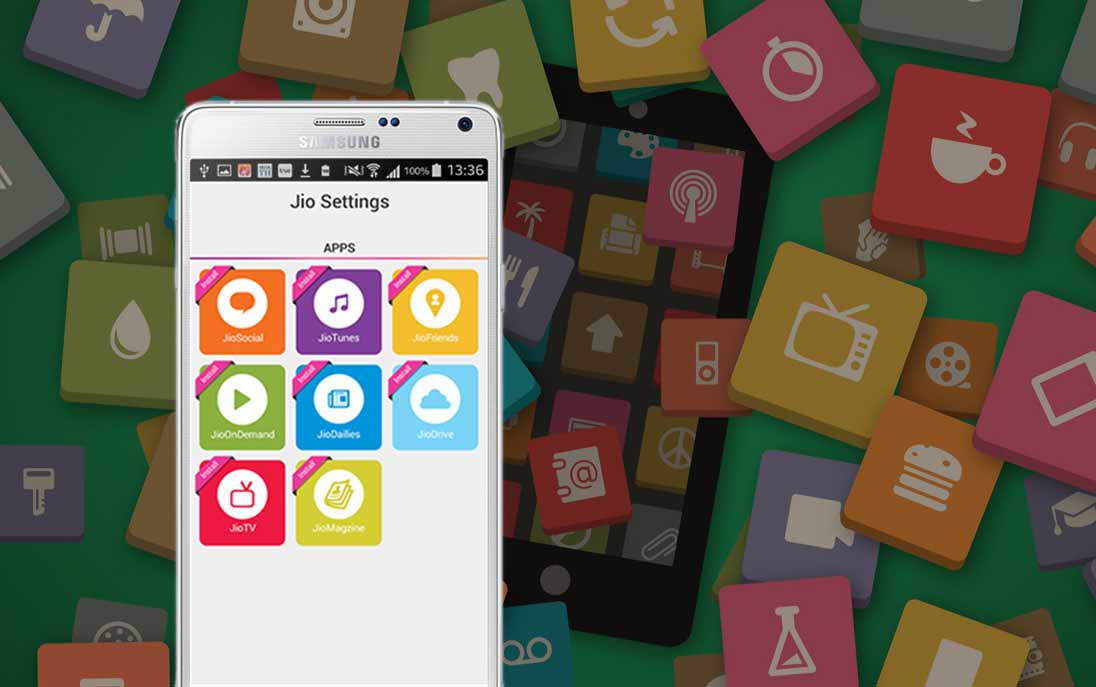 SAMSUNG
100% 13:36
Jio Settings
APPS
Install Install Install
JioSocial JioTunes JioFriends
Install Install Install
JioOnDemand JioDailies JioDrive
Install Install
JioTV JioMagzine
@